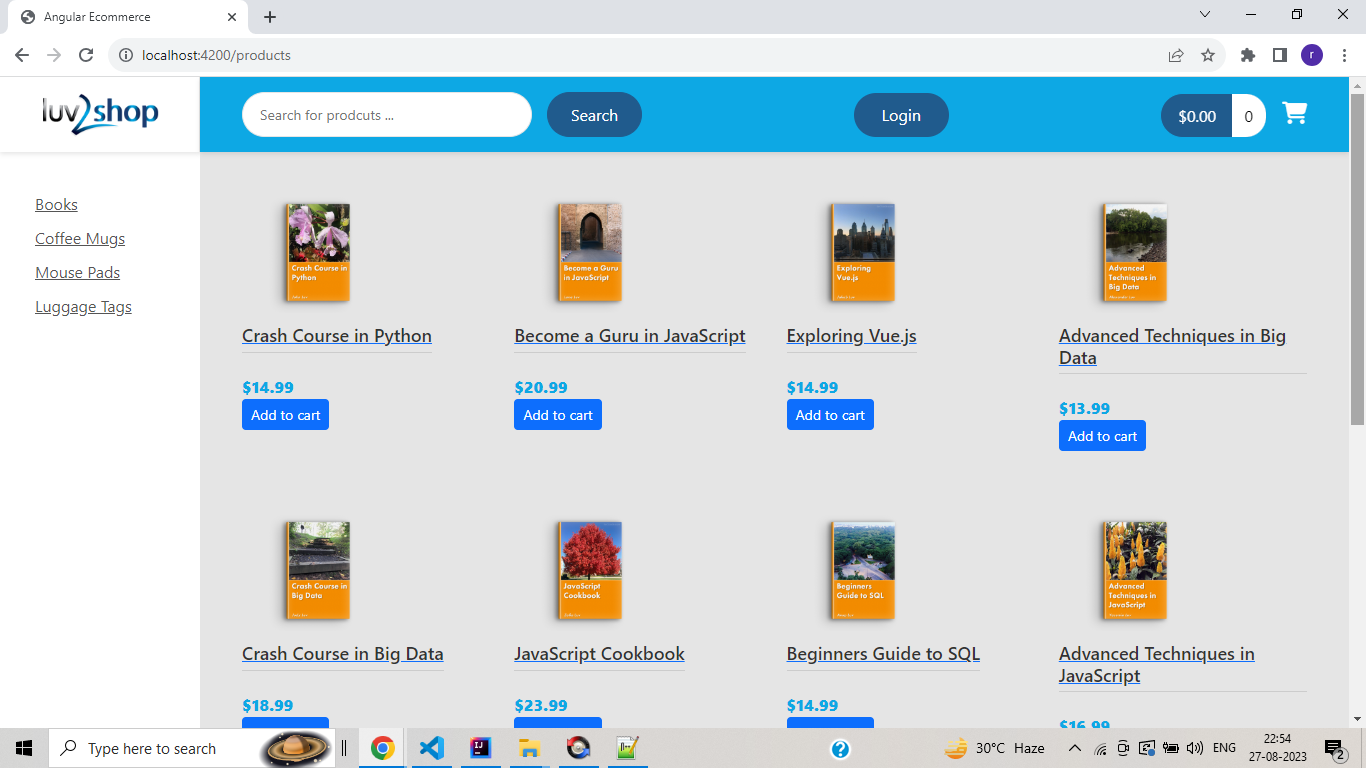 Angular Ecommerce
localhost:4200/products
r
luv2shop
Search for prodcuts ...
Search
Login
$0.00
0
Books
Coffee Mugs
Mouse Pads
Luggage Tags
Crash Course in
Python
Become a Guru
in JavaScript
Exploring
Vue.js
Advanced
Techniques in
Big Data
Crash Course in Python
Become a Guru in JavaScript
Exploring Vue.js
Advanced Techniques in Big
Data
$14.99
$20.99
$14.99
$13.99
Add to cart
Add to cart
Add to cart
Add to cart
Crash Course in
Big Data
JavaScript
Cookbook
Beginners
Guide to SQL
Advanced
Techniques in
JavaScript
Crash Course in Big Data
JavaScript Cookbook
Beginners Guide to SQL
Advanced Techniques in
JavaScript
$18.99
$23.99
$14.99
$16.99
Type here to search
30°C Haze
ENG
22:54
27-08-2023
2